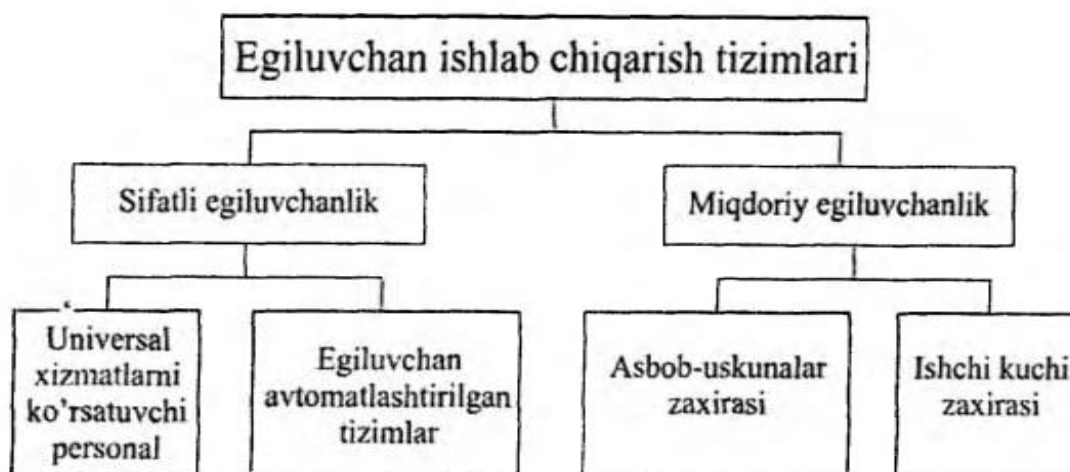 Egiluvchan ishlab chiqarish tizimlari
Sifatli egiluvchanlik
Miqdoriy egiluvchanlik
Universal
xizmatlarni
ko'rsatuvchi
personal
Egiluvchan
avtomatlashtirilgan
tizimlar
Asbob-uskunalar
zaxirasi
Ishchi kuchi
zaxirasi